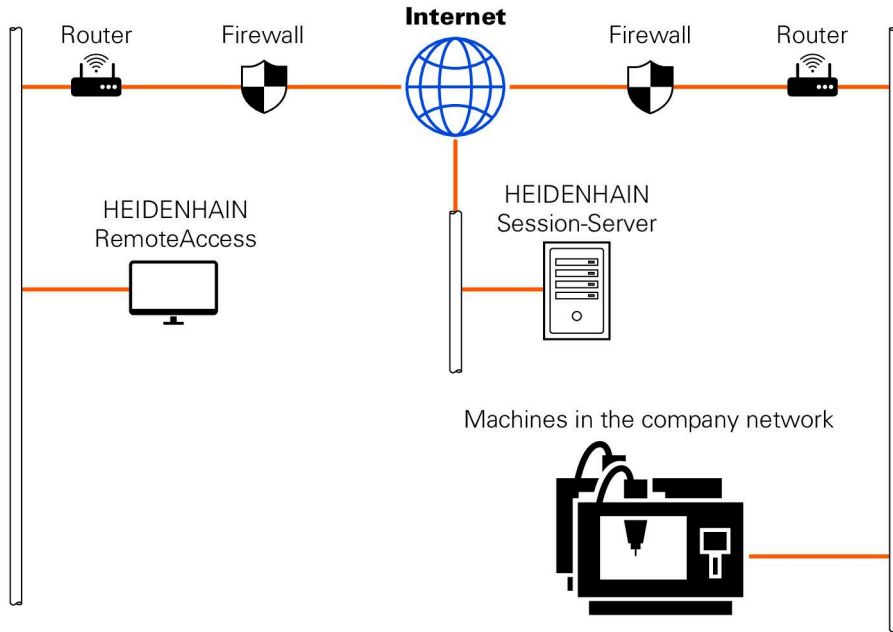 Internet
Router
Firewall
Firewall
Router
HEIDENHAIN
RemoteAccess
HEIDENHAIN
Session-Server
Machines in the company network